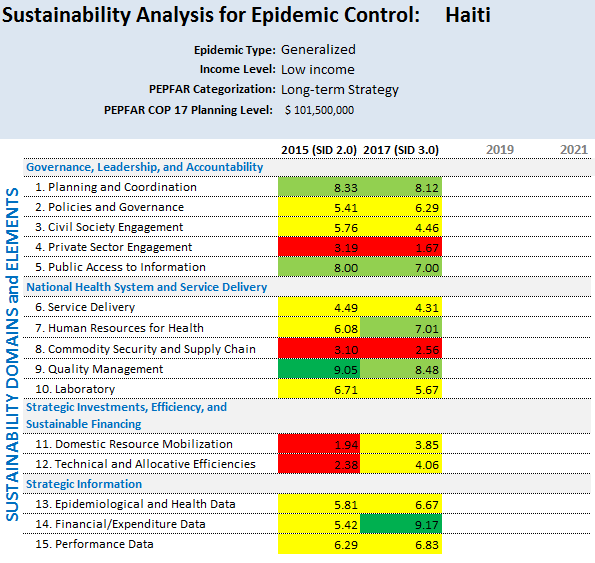 Sustainability Analysis for Epidemic Control: Haiti
Epidemic Type: Generalized
Income Level: Low income
PEPFAR Categorization: Long-term Strategy
PEPFAR COP 17 Planning Level: $ 101,500,000
2015 (SID 2.0) 2017 (SID 3.0) 2019 2021
SUSTAINABILITY DOMAINS and ELEMENTS
Governance, Leadership, and Accountability
1. Planning and Coordination 8.33 8.12
2. Policies and Governance 5.41 6.29
3. Civil Society Engagement 5.76 4.46
4. Private Sector Engagement 3.19 1.67
5. Public Access to Information 8.00 7.00
National Health System and Service Delivery
6. Service Delivery 4.49 4.31
7. Human Resources for Health 6.08 7.01
8. Commodity Security and Supply Chain 3.10 2.56
9. Quality Management 9.05 8.48
10. Laboratory 6.71 5.67
Strategic Investments, Efficiency, and
Sustainable Financing
11. Domestic Resource Mobilization 1.94 3.85
12. Technical and Allocative Efficiencies 2.38 4.06
Strategic Information
13. Epidemiological and Health Data 5.81 6.67
14. Financial/Expenditure Data 5.42 9.17
15. Performance Data 6.29 6.83